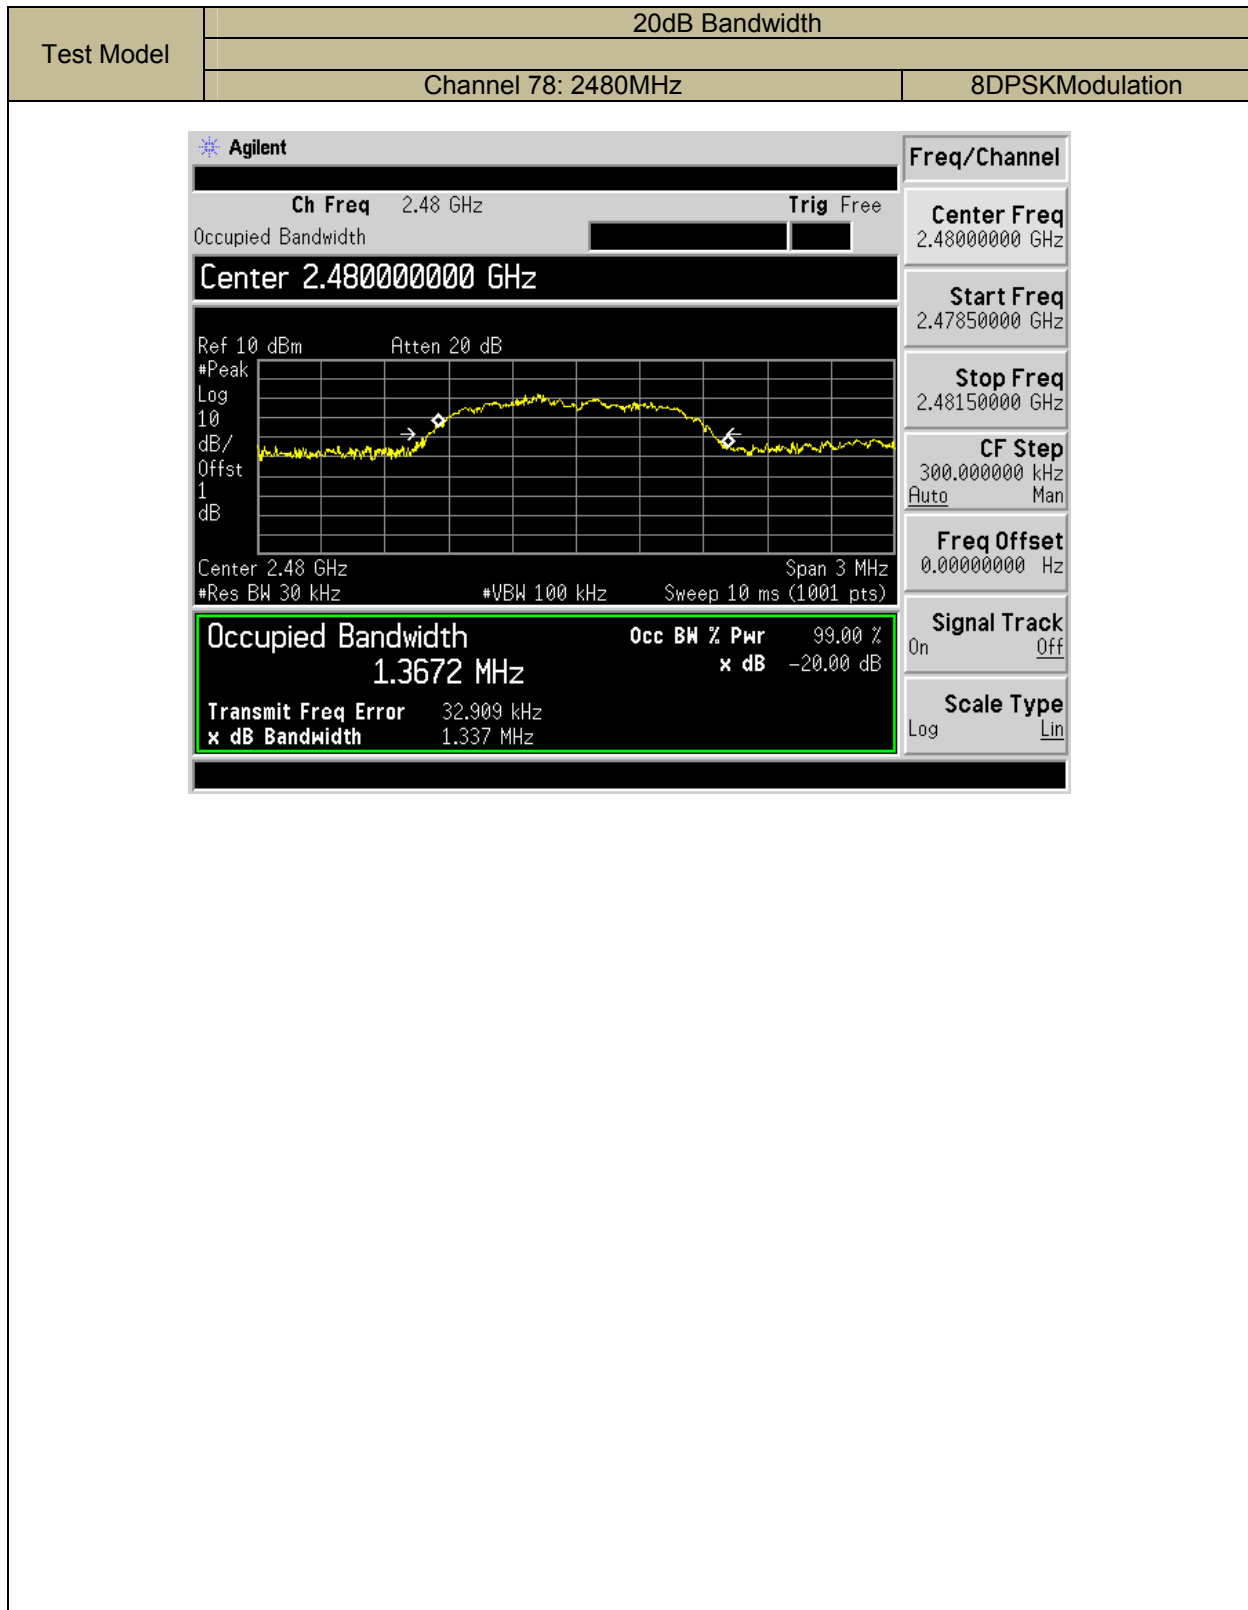 Test Model
20dB Bandwidth
Channel 78: 2480MHz
8DPSKModulation
Agilent
Freq/Channel
Ch Freq 2.48 GHz
Trig Free
Occupied Bandwidth
Center 2.480000000 GHz
Ref 10 dBm
Atten 20 dB
#Peak
Log
10
dB/
Offst
1
dB
Center 2.48 GHz
Span 3 MHz
#Res BW 30 kHz
#VBW 100 kHz
Sweep 10 ms (1001 pts)
Occupied Bandwidth
1.3672 MHz
Occ BW % Pwr 99.00 %
x dB -20.00 dB
Transmit Freq Error 32.909 kHz
x dB Bandwidth 1.337 MHz
Center Freq
2.48000000 GHz
Start Freq
2.47850000 GHz
Stop Freq
2.48150000 GHz
CF Step
300.000000 kHz
Auto Man
Freq Offset
0.00000000 Hz
Signal Track
On Off
Scale Type
Log Lin